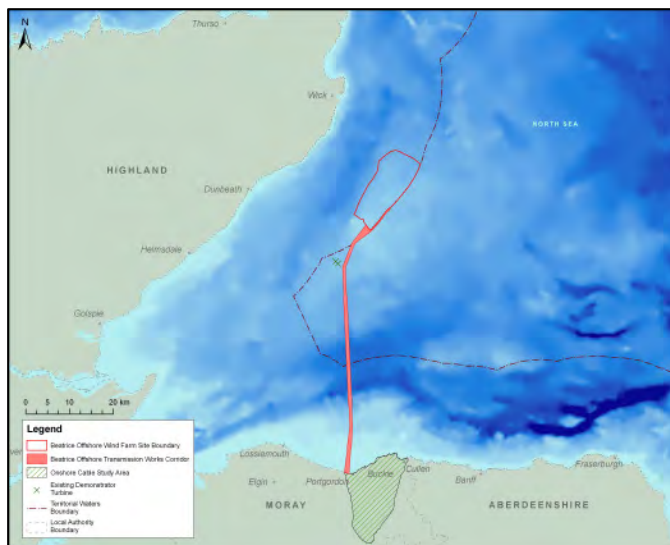 N
Thurso
Wick
NORTH SEA
HIGHLAND
Dunbeath
Helmsdale
Golspie
0 5 10 20 km
Legend
Beatrice Offshore Wind Farm Site Boundary
Beatrice Offshore Transmission Works Corridor
Onshore Cable Study Area
Existing Demonstrator
Turbine
Territorial Waters
Boundary
Local Authority
Boundary
Lossiemouth
Elgin
Portgordon
Buckie
Cullen
Banff
Fraserburgh
MORAY
ABERDEENSHIRE